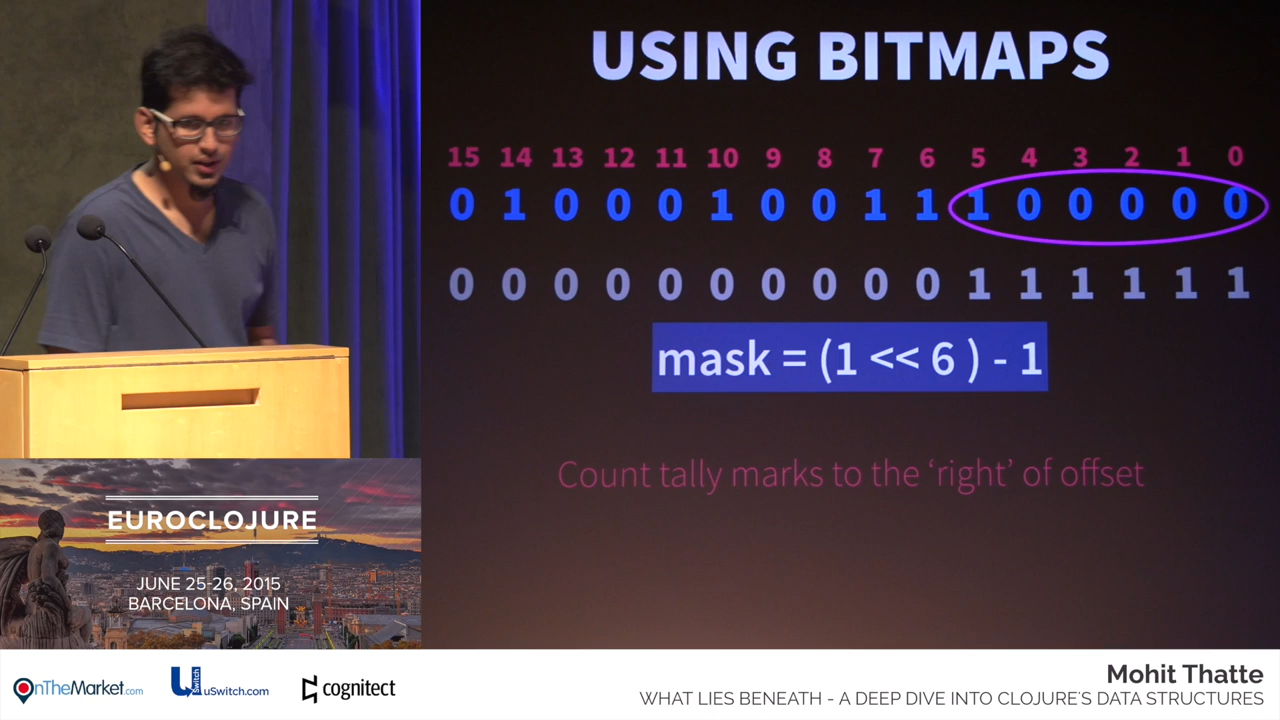 USING BITMAPS
15 14 13 12 11 10 9 8 7 6 5 4 3 2 1 0
0 1 0 0 0 1 0 0 1 1 1 0 0 0 0 0
0 0 0 0 0 0 0 0 0 0 1 1 1 1 1 1
mask = (1 << 6 ) - 1
Count tally marks to the ‘right’ of offset
EUROCLOJURE
JUNE 25-26, 2015
BARCELONA, SPAIN
OnTheMarket.com
USwitch
uSwitch.com
cognitect
Mohit Thatte
WHAT LIES BENEATH - A DEEP DIVE INTO CLOJURE'S DATA STRUCTURES